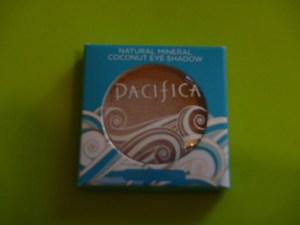 NATURAL MINERAL
COCONUT EYE SHADOW
PACIFICA